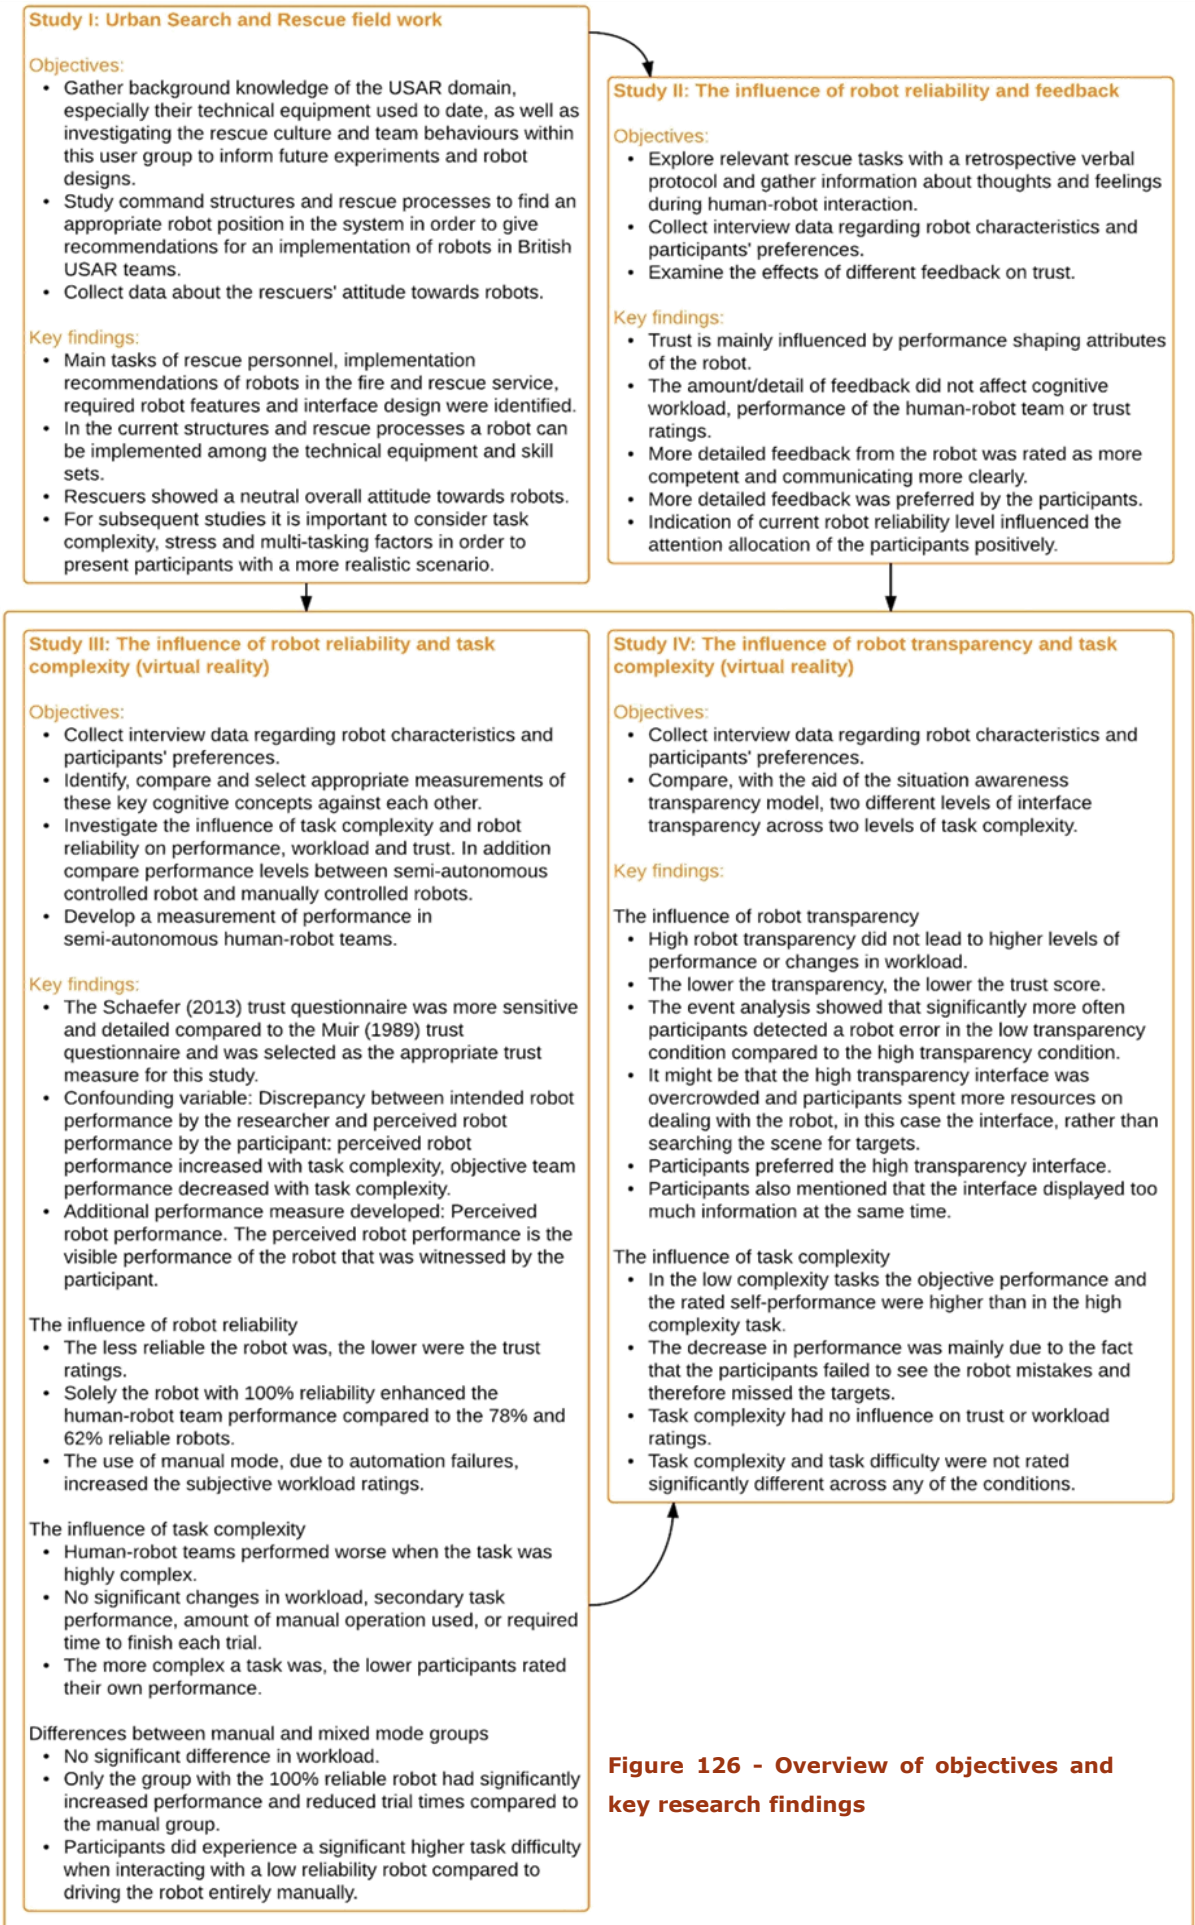 Study I: Urban Search and Rescue field work
Objectives:
• Gather background knowledge of the USAR domain,
especially their technical equipment used to date, as well as
investigating the rescue culture and team behaviours within
this user group to inform future experiments and robot
designs.
• Study command structures and rescue processes to find an
appropriate robot position in the system in order to give
recommendations for an implementation of robots in British
USAR teams.
• Collect data about the rescuers' attitude towards robots.
Key findings:
• Main tasks of rescue personnel, implementation
recommendations of robots in the fire and rescue service,
required robot features and interface design were identified.
• In the current structures and rescue processes a robot can
be implemented among the technical equipment and skill
sets.
• Rescuers showed a neutral overall attitude towards robots.
• For subsequent studies it is important to consider task
complexity, stress and multi-tasking factors in order to
present participants with a more realistic scenario.
Study II: The influence of robot reliability and feedback
Objectives:
• Explore relevant rescue tasks with a retrospective verbal
protocol and gather information about thoughts and feelings
during human-robot interaction.
• Collect interview data regarding robot characteristics and
participants' preferences.
• Examine the effects of different feedback on trust.
Key findings:
• Trust is mainly influenced by performance shaping attributes
of the robot.
• The amount/detail of feedback did not affect cognitive
workload, performance of the human-robot team or trust
ratings.
• More detailed feedback from the robot was rated as more
competent and communicating more clearly.
• More detailed feedback was preferred by the participants.
• Indication of current robot reliability level influenced the
attention allocation of the participants positively.
Study III: The influence of robot reliability and task
complexity (virtual reality)
Objectives:
• Collect interview data regarding robot characteristics and
participants' preferences.
• Identify, compare and select appropriate measurements of
these key cognitive concepts against each other.
• Investigate the influence of task complexity and robot
reliability on performance, workload and trust. In addition
compare performance levels between semi-autonomous
controlled robot and manually controlled robots.
• Develop a measurement of performance in
semi-autonomous human-robot teams.
Key findings:
• The Schaefer (2013) trust questionnaire was more sensitive
and detailed compared to the Muir (1989) trust
questionnaire and was selected as the appropriate trust
measure for this study.
• Confounding variable: Discrepancy between intended robot
performance by the researcher and perceived robot
performance by the participant: perceived robot
performance increased with task complexity, objective team
performance decreased with task complexity.
• Additional performance measure developed: Perceived
robot performance. The perceived robot performance is the
visible performance of the robot that was witnessed by the
participant.
The influence of robot reliability
• The less reliable the robot was, the lower were the trust
ratings.
• Solely the robot with 100% reliability enhanced the
human-robot team performance compared to the 78% and
62% reliable robots.
• The use of manual mode, due to automation failures,
increased the subjective workload ratings.
The influence of task complexity
• Human-robot teams performed worse when the task was
highly complex.
• No significant changes in workload, secondary task
performance, amount of manual operation used, or required
time to finish each trial.
• The more complex a task was, the lower participants rated
their own performance.
Differences between manual and mixed mode groups
• No significant difference in workload.
• Only the group with the 100% reliable robot had significantly
increased performance and reduced trial times compared to
the manual group.
• Participants did experience a significant higher task difficulty
when interacting with a low reliability robot compared to
driving the robot entirely manually.
Study IV: The influence of robot transparency and task
complexity (virtual reality)
Objectives:
• Collect interview data regarding robot characteristics and
participants' preferences.
• Compare, with the aid of the situation awareness
transparency model, two different levels of interface
transparency across two levels of task complexity.
Key findings:
The influence of robot transparency
• High robot transparency did not lead to higher levels of
performance or changes in workload.
• The lower the transparency, the lower the trust score.
• The event analysis showed that significantly more often
participants detected a robot error in the low transparency
condition compared to the high transparency condition.
• It might be that the high transparency interface was
overcrowded and participants spent more resources on
dealing with the robot, in this case the interface, rather than
searching the scene for targets.
• Participants preferred the high transparency interface.
• Participants also mentioned that the interface displayed too
much information at the same time.
The influence of task complexity
• In the low complexity tasks the objective performance and
the rated self-performance were higher than in the high
complexity task.
• The decrease in performance was mainly due to the fact
that the participants failed to see the robot mistakes and
therefore missed the targets.
• Task complexity had no influence on trust or workload
ratings.
• Task complexity and task difficulty were not rated
significantly different across any of the conditions.
Figure 126 - Overview of objectives and
key research findings